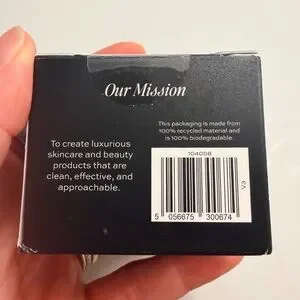 Our Mission
This packaging is made from
100% recycled material and
is 100% biodegradable.
To create luxurious
skincare and beauty
products that are
clean, effective, and
approachable.
104008
V3
5 056675 300674